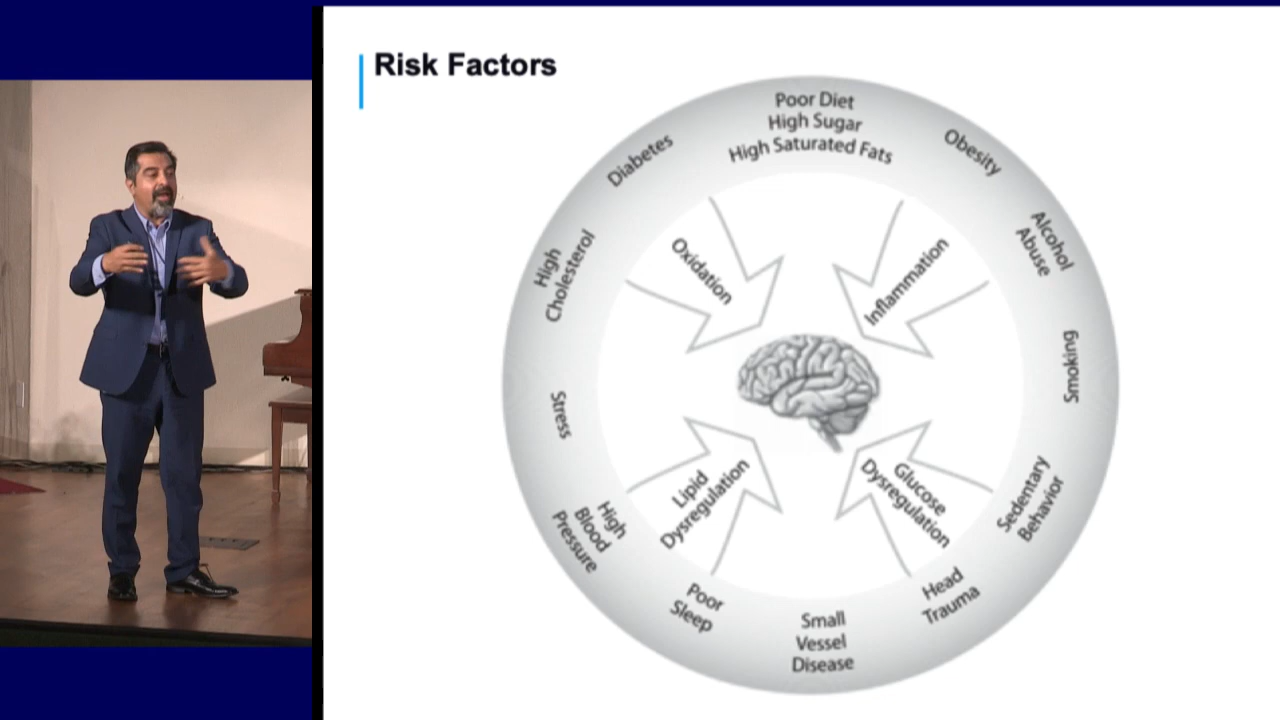 Risk Factors
Poor Diet
High Sugar
High Saturated Fats
Obesity
Alcohol
Abuse
Smoking
Sedentary
Behavior
Head
Trauma
Small
Vessel
Disease
Poor
Sleep
High
Blood
Pressure
Stress
High
Cholesterol
Diabetes
Oxidation
Inflammation
Glucose
Dysregulation
Lipid
Dysregulation